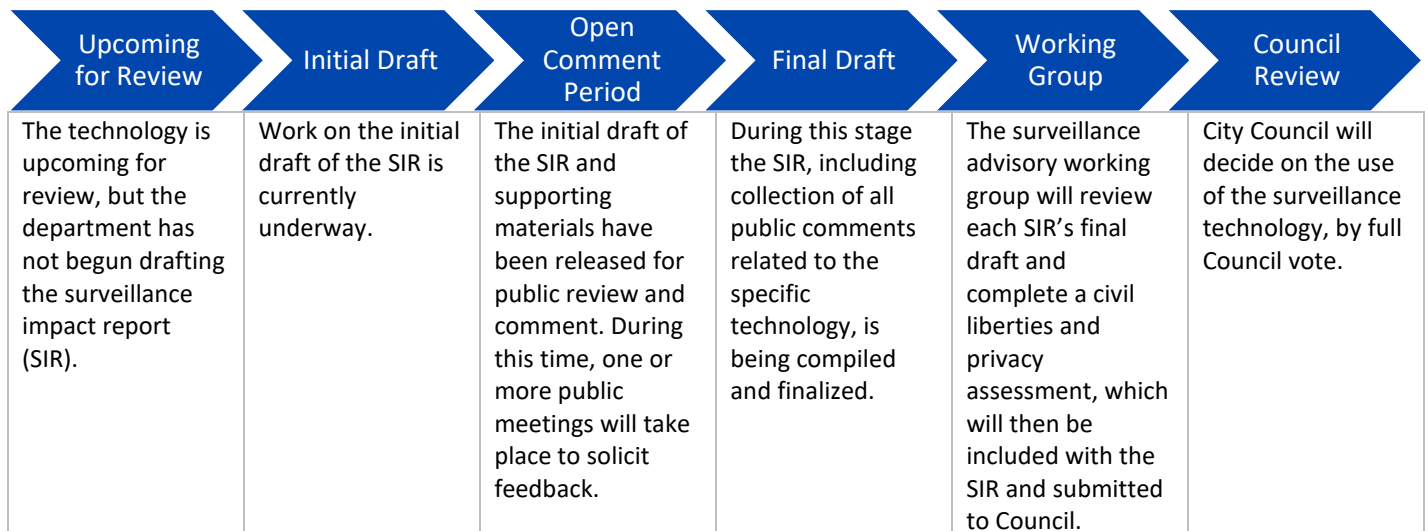 Upcoming
for Review
Initial Draft
Open
Comment
Period
Final Draft
Working
Group
Council
Review
The technology is
upcoming for
review, but the
department has
not begun drafting
the surveillance
impact report
(SIR).
Work on the initial
draft of the SIR is
currently
underway.
The initial draft of
the SIR and
supporting
materials have
been released for
public review and
comment. During
this time, one or
more public
meetings will take
place to solicit
feedback.
During this stage
the SIR, including
collection of all
public comments
related to the
specific
technology, is
being compiled
and finalized.
The surveillance
advisory working
group will review
each SIR’s final
draft and
complete a civil
liberties and
privacy
assessment, which
will then be
included with the
SIR and submitted
to Council.
City Council will
decide on the use
of the surveillance
technology, by full
Council vote.